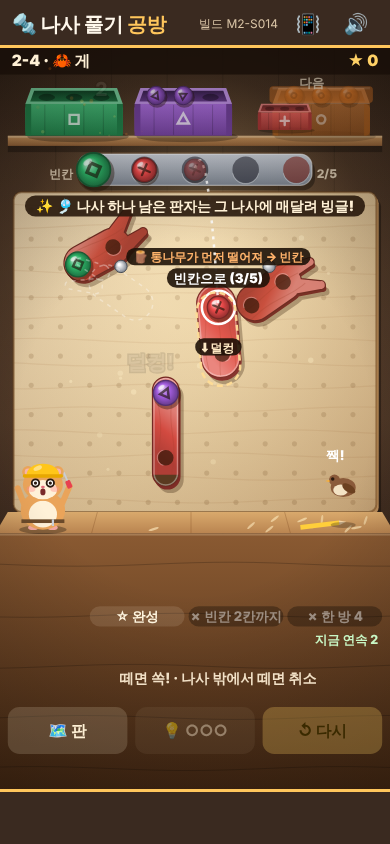 나사 풀기 공방
빌드 M2-S014
2-4 · 게
★ 0
다음
빈칸
2/5
✨ 나사 하나 남은 판자는 그 나사에 매달려 빙글!
통나무가 먼저 떨어져 → 빈칸
빈칸으로 (3/5)
⬇덜컹
덜컹!
짹!
☆ 완성
× 빈칸 2칸까지
× 한 방 4
지금 연속 2
떼면 쏙! · 나사 밖에서 떼면 취소
판
다시